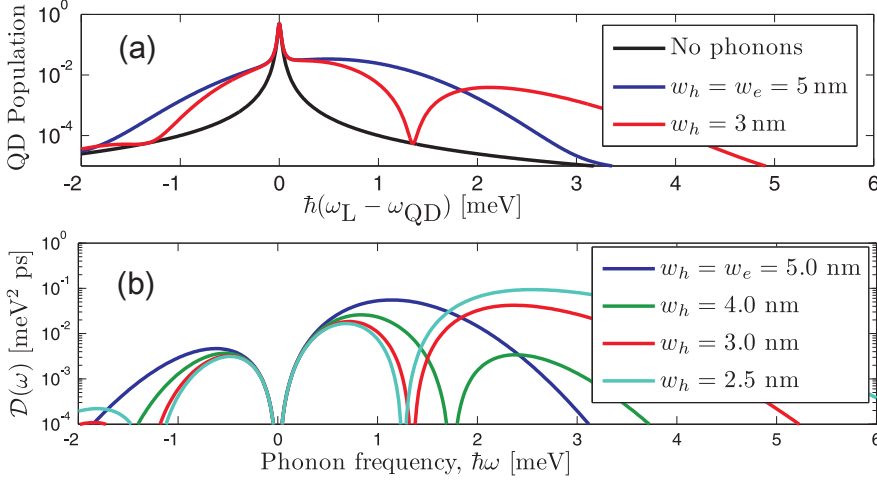 (a)
QD Population
10^0
10^-2
10^-4
No phonons
w_h = w_e = 5 nm
w_h = 3 nm
-2 -1 0 1 2 3 4 5 6
ħ(ω_L − ω_QD) [meV]
(b)
𝒟(ω) [meV² ps]
10^0
10^-1
10^-2
10^-3
10^-4
w_h = w_e = 5.0 nm
w_h = 4.0 nm
w_h = 3.0 nm
w_h = 2.5 nm
-2 -1 0 1 2 3 4 5 6
Phonon frequency, ħω [meV]